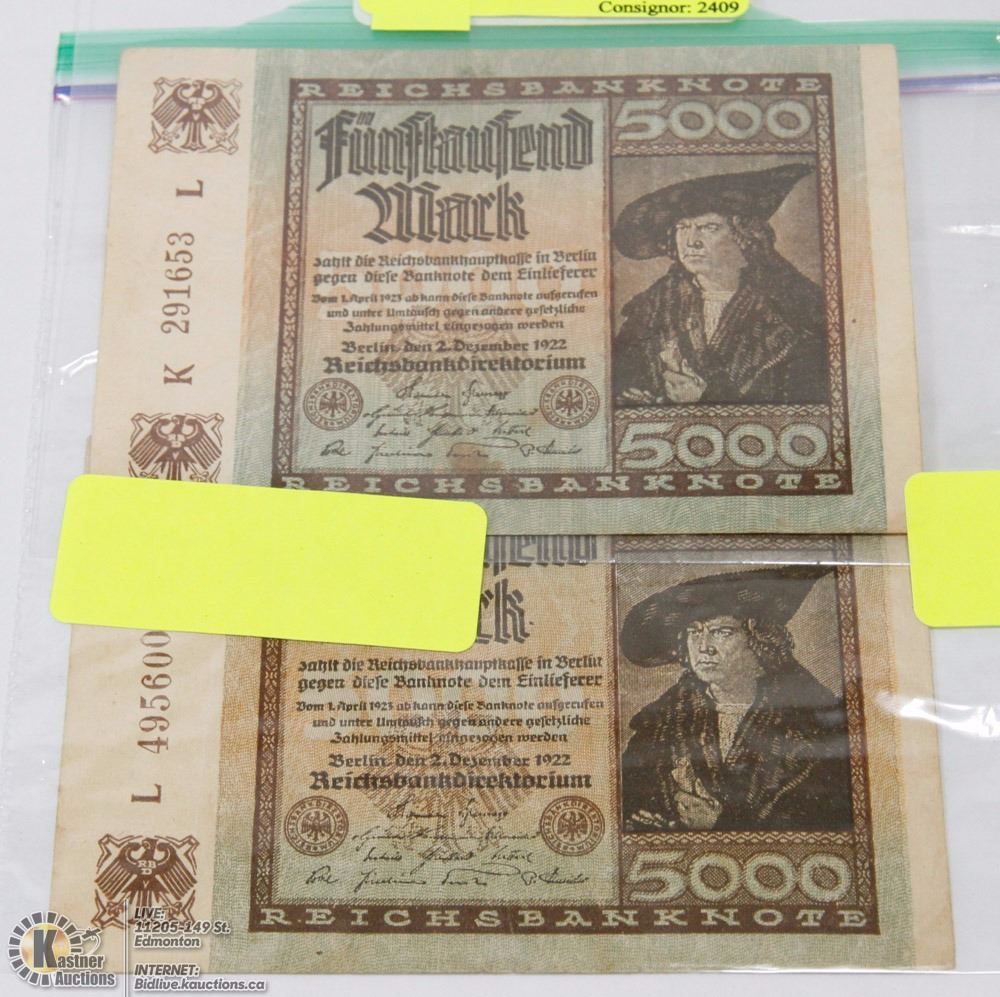 Consignor: 2409
REICHSBANKNOTE
Fünftausend
Mark
5000
zahlt die Reichsbankhauptkasse in Berlin
gegen diese Banknote dem Einlieferer
Vom 1. April 1923 ab kann diese Banknote aufgerufen
und unter Umtausch gegen andere gesetzliche
Zahlungsmittel eingezogen werden
Berlin, den 2. Dezember 1922
Reichsbankdirektorium
5000
REICHSBANKNOTE
K 291653 L
zahlt die Reichsbankhauptkasse in Berlin
gegen diese Banknote dem Einlieferer
Vom 1. April 1923 ab kann diese Banknote aufgerufen
und unter Umtausch gegen andere gesetzliche
Zahlungsmittel eingezogen werden
Berlin, den 2. Dezember 1922
Reichsbankdirektorium
5000
REICHSBANKNOTE
L 495600
RB
D
Kastner
Auctions
LIVE:
11205-149 St.
Edmonton
INTERNET:
Bidlive.kauctions.ca